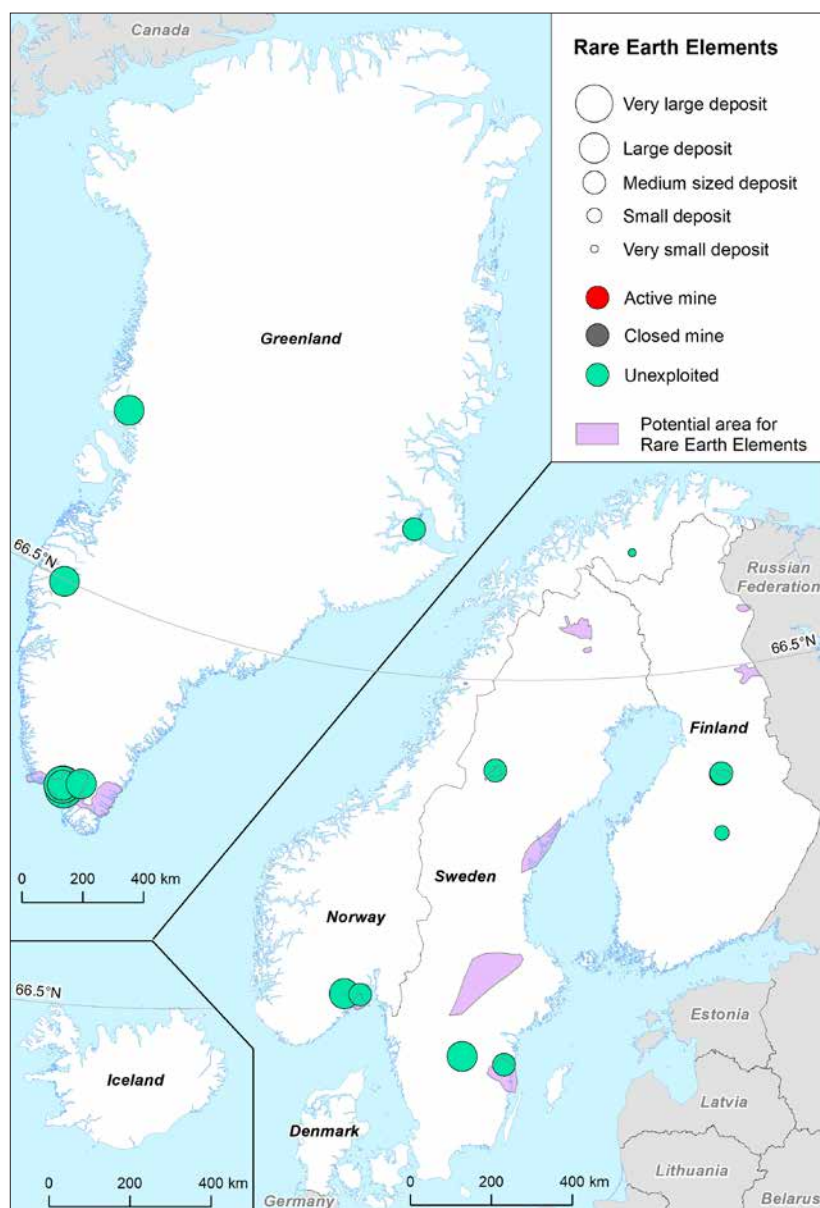 Canada
Rare Earth Elements
Very large deposit
Large deposit
Medium sized deposit
Small deposit
Very small deposit
Active mine
Closed mine
Unexploited
Potential area for
Rare Earth Elements
Greenland
66.5°N
0 200 400 km
Russian
Federation
66.5°N
Finland
Sweden
Norway
66.5°N
Iceland
Estonia
Latvia
Denmark
Lithuania
Germany
Belarus
0 200 400 km
0 200 400 km